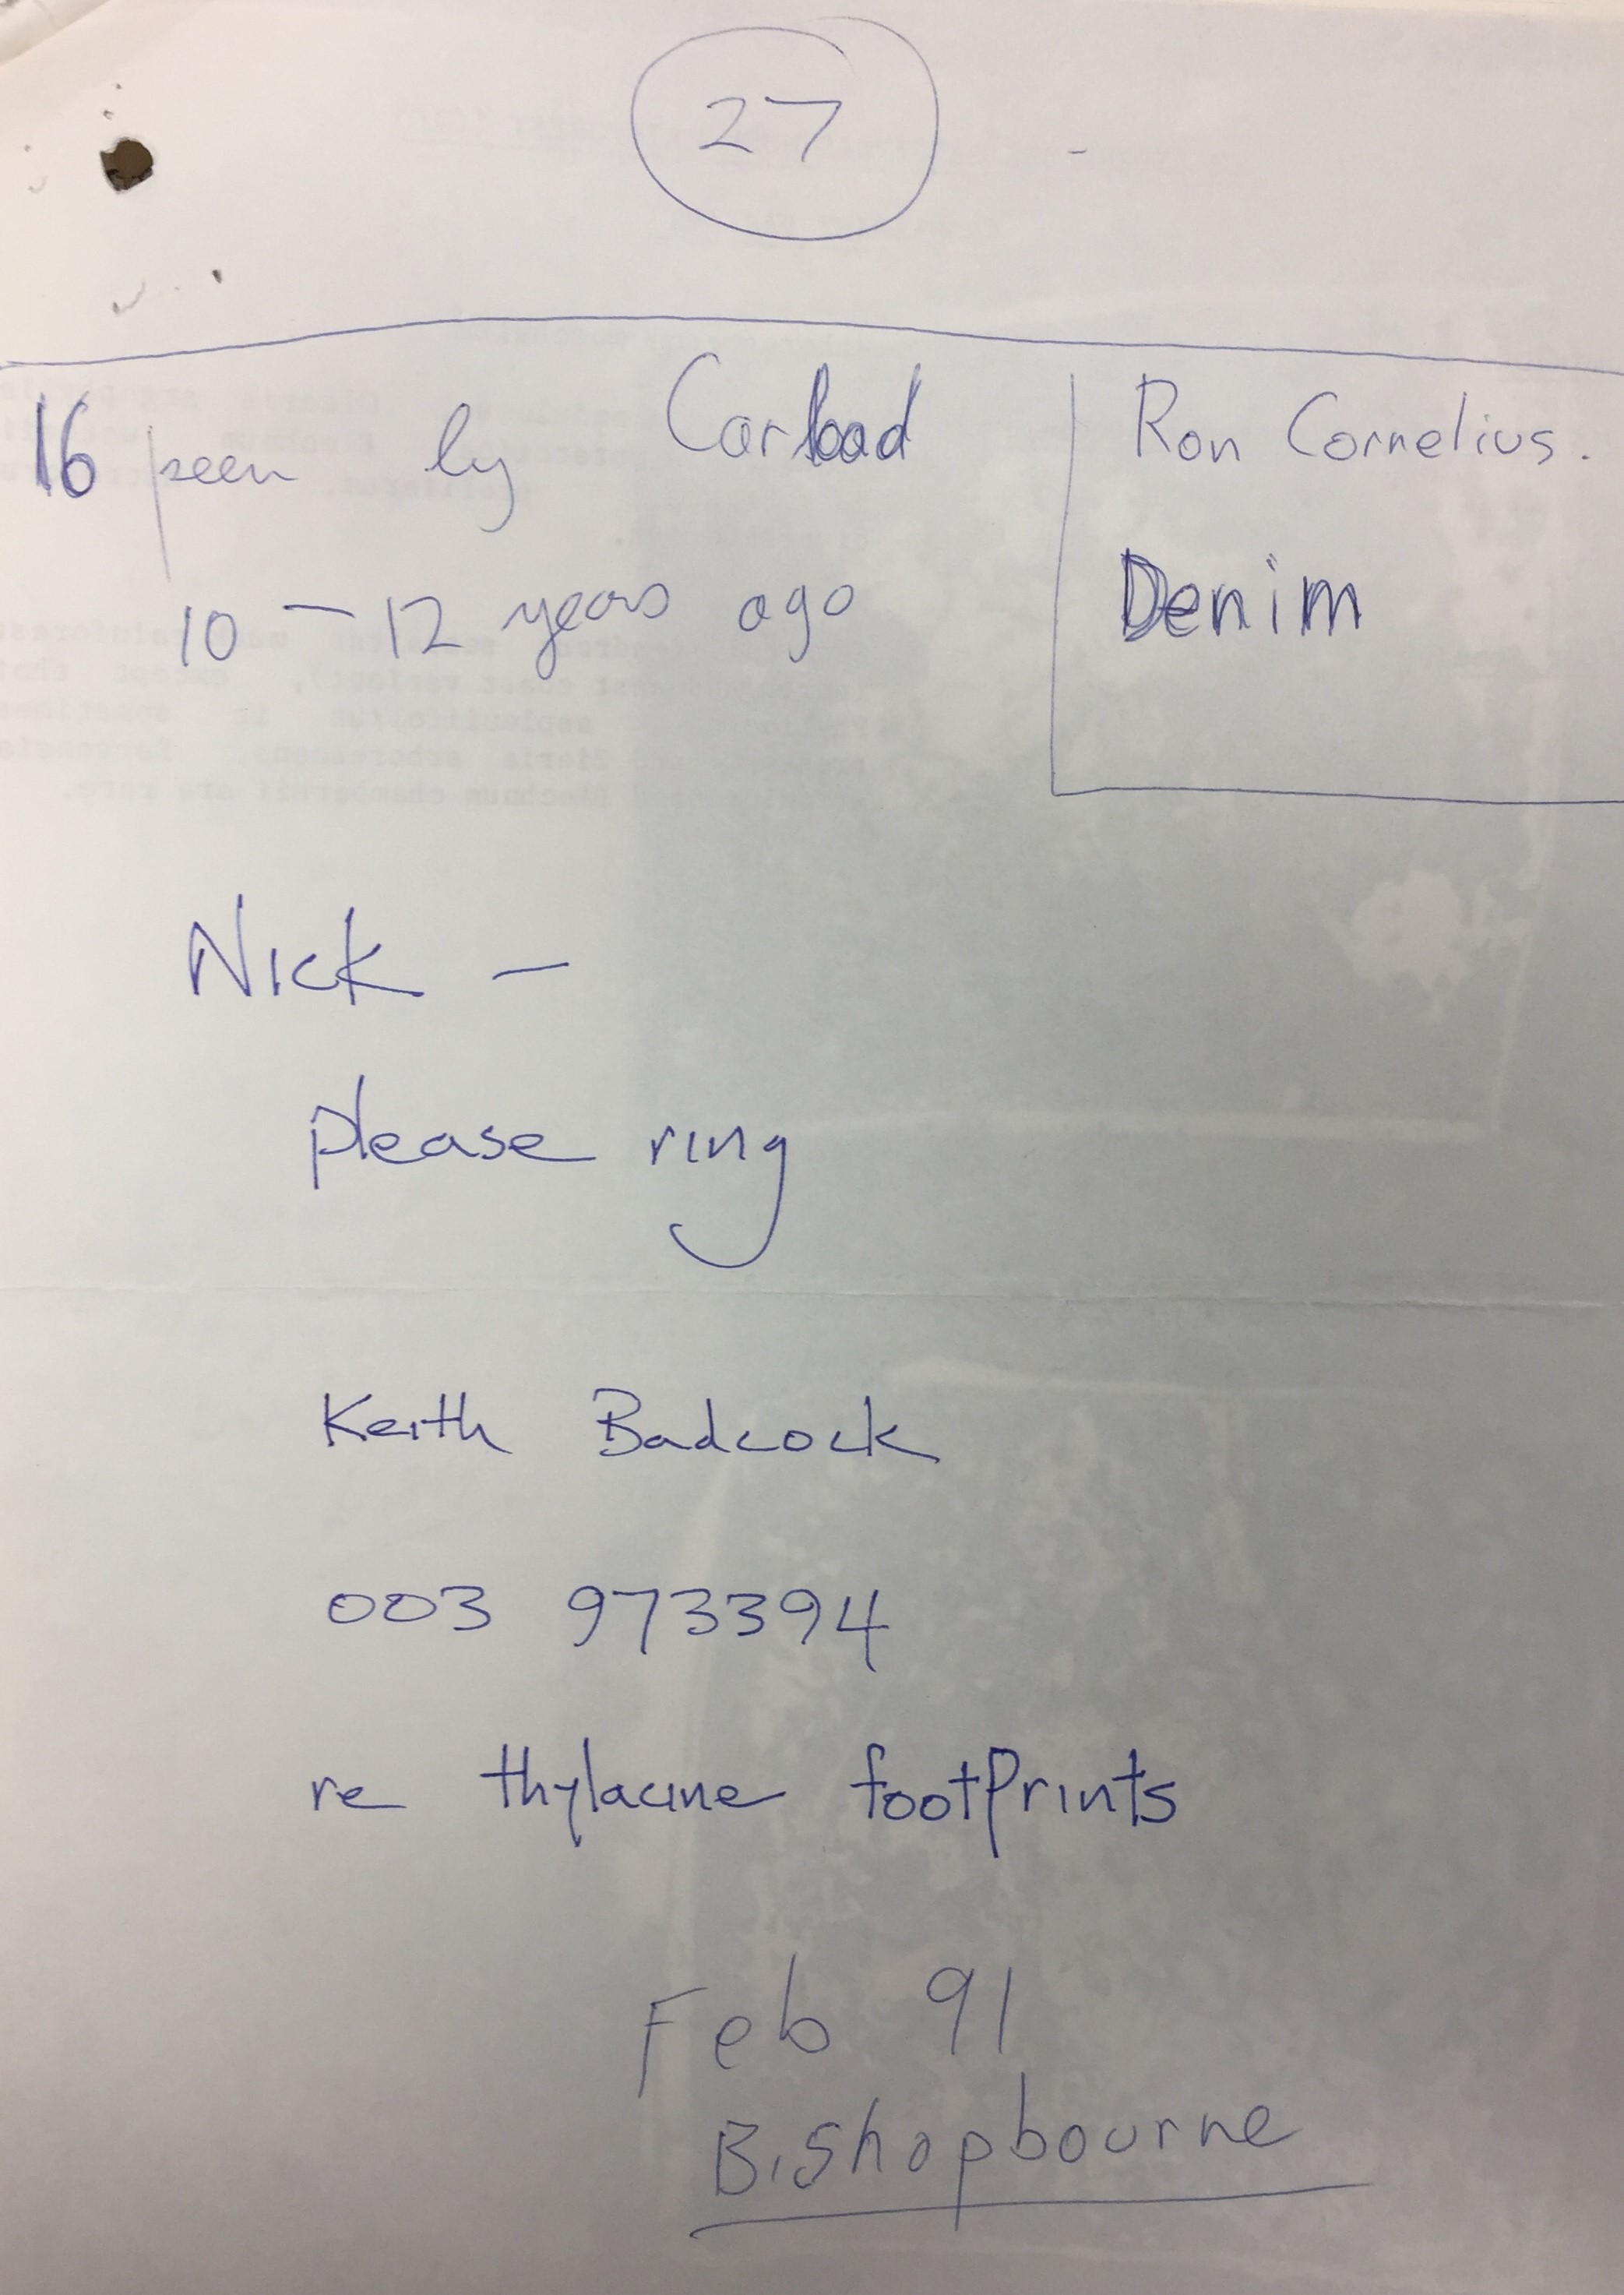 27
16 seen by Carload
10 - 12 years ago
Ron Cornelius.
Denim
Nick -
please ring
Keith Badcock
003 973394
re thylacine footprints
Feb 91
Bishopbourne